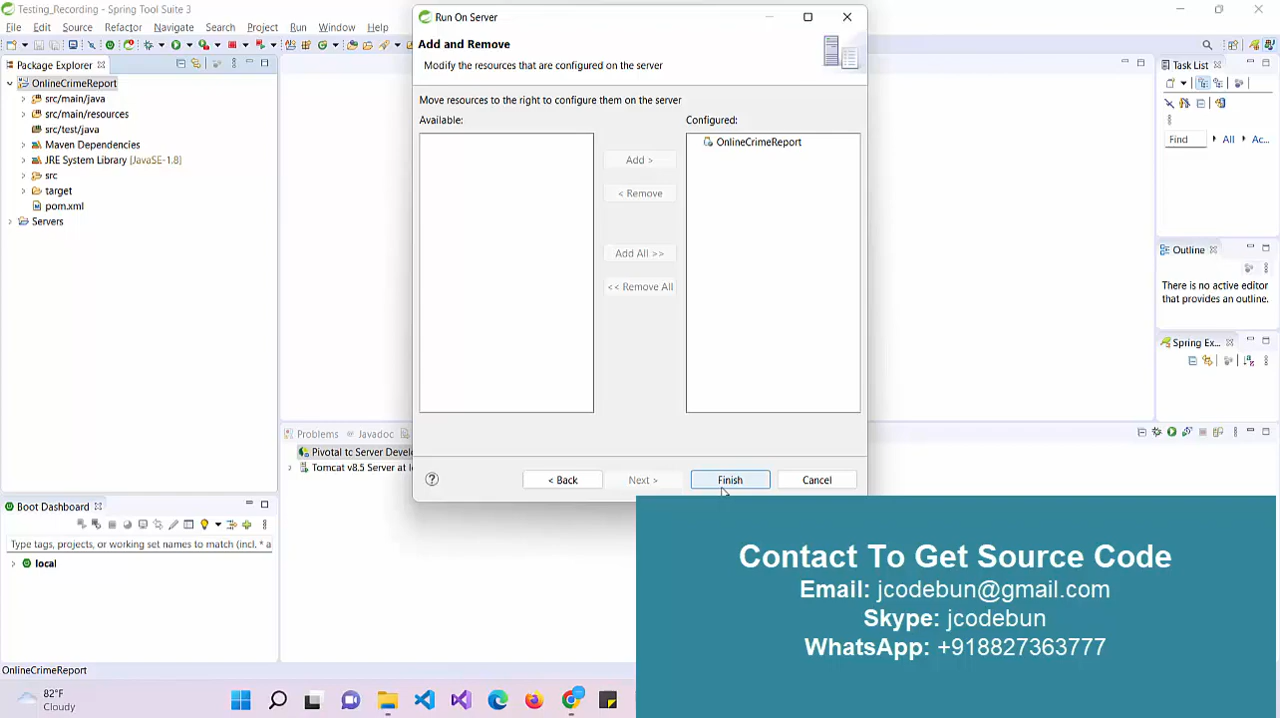 Testing_Recording - Spring Tool Suite 3
File Edit Source Refactor Navigate Search Project Run Window Help
Package Explorer
OnlineCrimeReport
src/main/java
src/main/resources
src/test/java
Maven Dependencies
JRE System Library [JavaSE-1.8]
src
target
pom.xml
Servers
Run On Server
Add and Remove
Modify the resources that are configured on the server
Move resources to the right to configure them on the server
Available:
Configured:
OnlineCrimeReport
Add >
< Remove
Add All >>
<< Remove All
< Back
Next >
Finish
Cancel
Task List
Find
All
Ac...
Outline
There is no active editor
that provides an outline.
Spring Ex...
Problems
Javadoc
Pivotal tc Server Develo
Tomcat v8.5 Server at lo
Boot Dashboard
Type tags, projects, or working set names to match (incl. * a
local
OnlineCrimeReport
Contact To Get Source Code
Email: jcodebun@gmail.com
Skype: jcodebun
WhatsApp: +918827363777
82°F
Cloudy